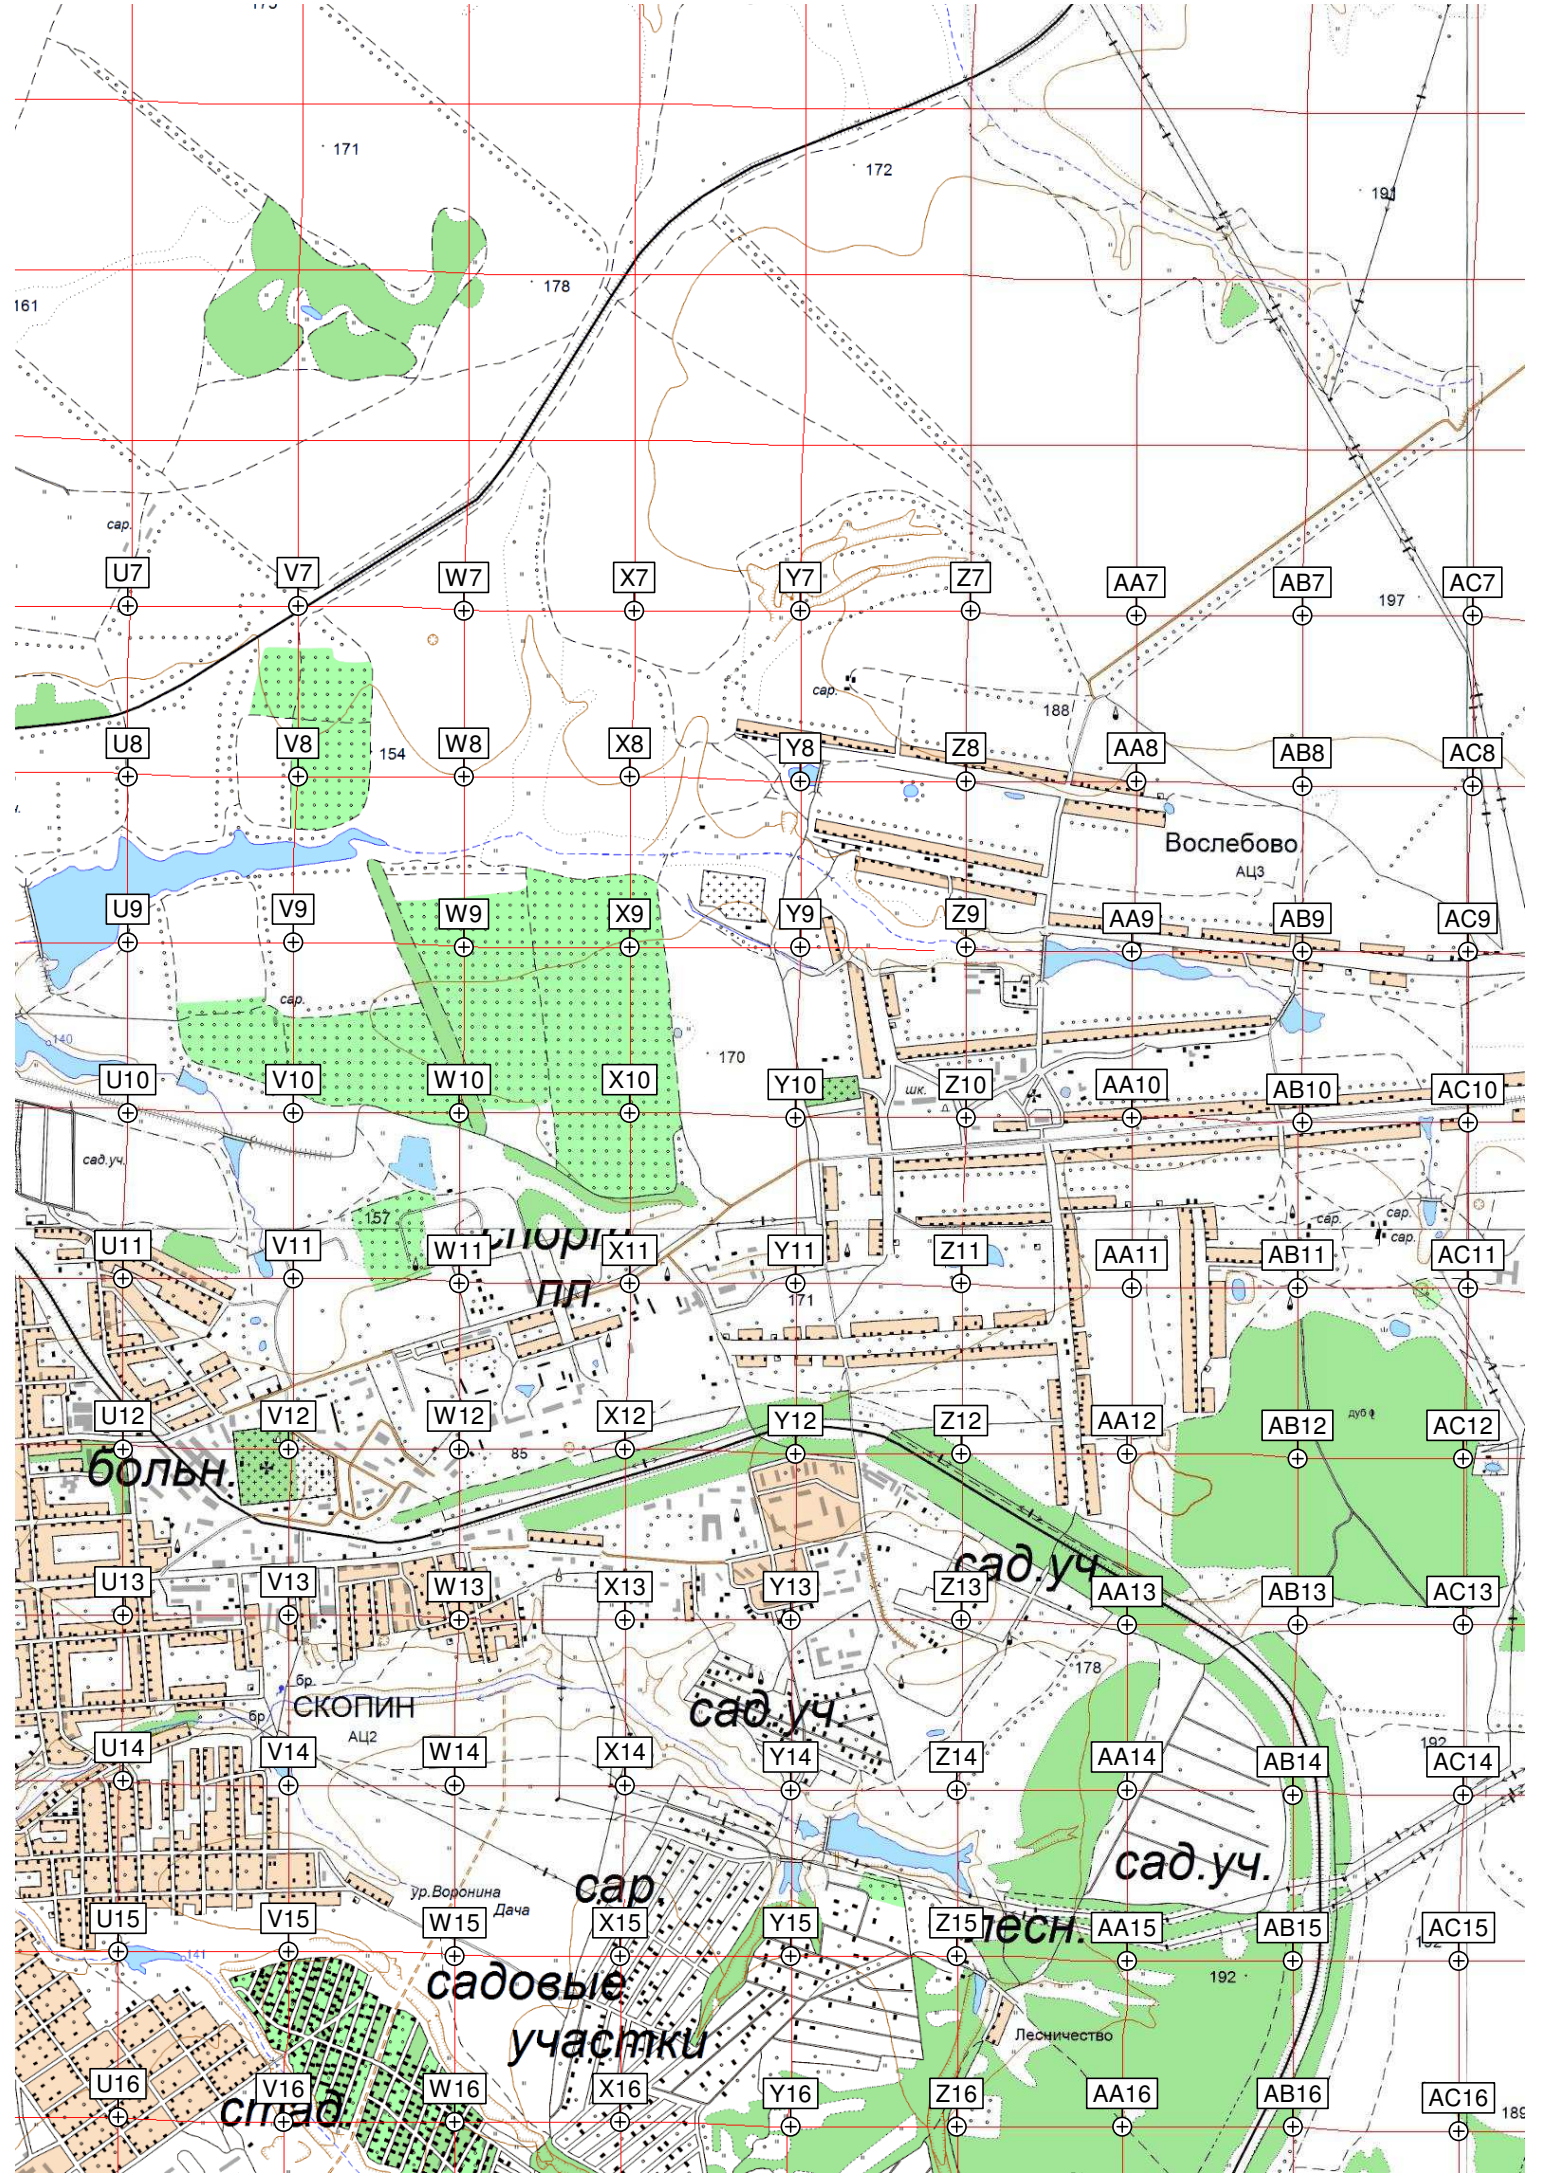 171
172
191
178
161
сар.
U7 V7 W7 X7 Y7 Z7 AA7 AB7 AC7
197
сар.
188
U8 V8 W8 X8 Y8 Z8 AA8 AB8 AC8
154
Вослебово
АЦ3
U9 V9 W9 X9 Y9 Z9 AA9 AB9 AC9
сар.
140
170
U10 V10 W10 X10 Y10 Z10 AA10 AB10 AC10
шк.
сад.уч.
157
сар.
сар.
сар.
U11 V11 W11 X11 Y11 Z11 AA11 AB11 AC11
пл.
171
U12 V12 W12 X12 Y12 Z12 AA12 AB12 AC12
дуб
85
больн.
сад.уч.
U13 V13 W13 X13 Y13 Z13 AA13 AB13 AC13
178
бр.
СКОПИН
бр
АЦ2
сад.уч.
192
U14 V14 W14 X14 Y14 Z14 AA14 AB14 AC14
сад.уч.
сар.
ур.Воронина
Дача
U15 V15 W15 X15 Y15 Z15 AA15 AB15 AC15
лесн.
141
192
192
садовые
участки
Лесничество
U16 V16 W16 X16 Y16 Z16 AA16 AB16 AC16
стад.
189